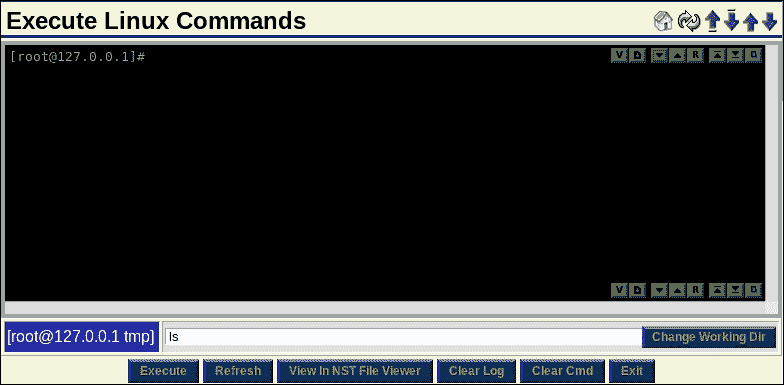 Execute Linux Commands
[root@127.0.0.1]#
V R
V R
[root@127.0.0.1 tmp] ls Change Working Dir
Execute Refresh View In NST File Viewer Clear Log Clear Cmd Exit